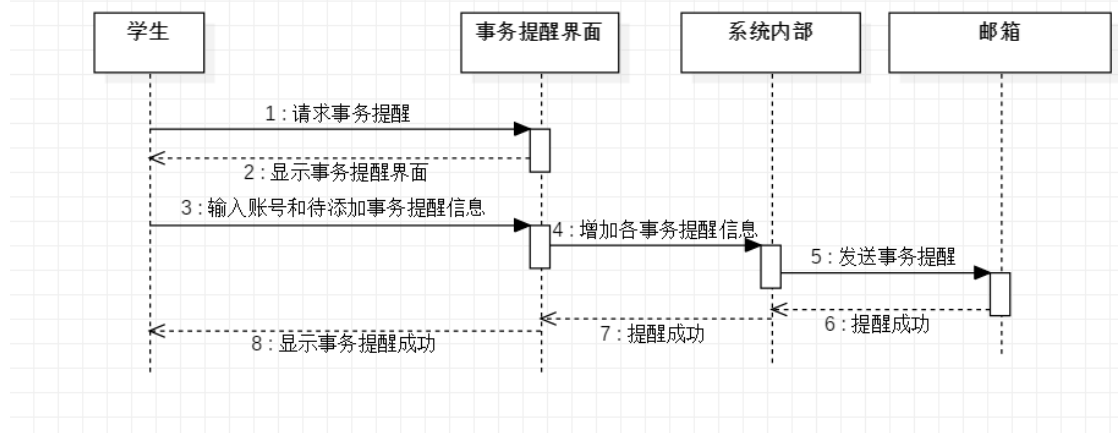 学生
事务提醒界面
系统内部
邮箱
1 : 请求事务提醒
2 : 显示事务提醒界面
3 : 输入账号和待添加事务提醒信息
4 : 增加各事务提醒信息
5 : 发送事务提醒
6 : 提醒成功
7 : 提醒成功
8 : 显示事务提醒成功